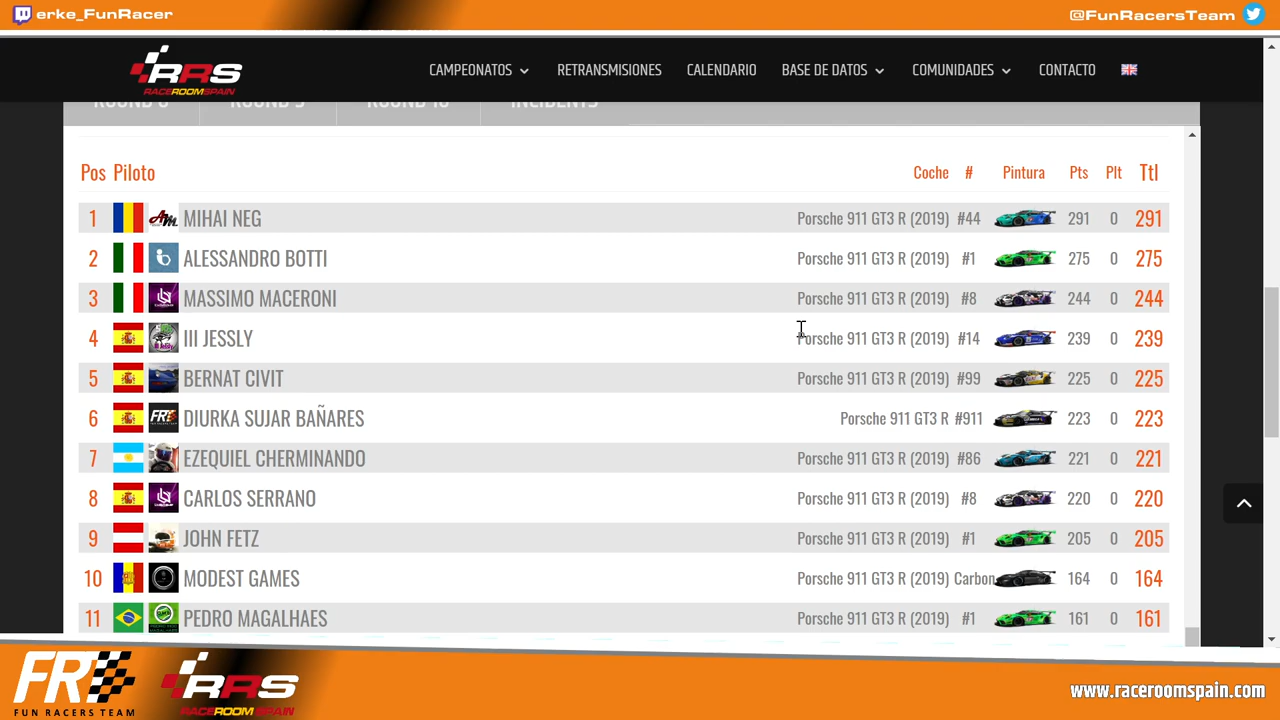 erke_FunRacer
@FunRacersTeam
RRS
RACEROOMSPAIN
CAMPEONATOS RETRANSMISIONES CALENDARIO BASE DE DATOS COMUNIDADES CONTACTO
Pos Piloto Coche # Pintura Pts Plt Ttl
1 MIHAI NEG Porsche 911 GT3 R (2019) #44 291 0 291
2 ALESSANDRO BOTTI Porsche 911 GT3 R (2019) #1 275 0 275
3 MASSIMO MACERONI Porsche 911 GT3 R (2019) #8 244 0 244
4 III JESSLY Porsche 911 GT3 R (2019) #14 239 0 239
5 BERNAT CIVIT Porsche 911 GT3 R (2019) #99 225 0 225
6 DIURKA SUJAR BAÑARES Porsche 911 GT3 R #911 223 0 223
7 EZEQUIEL CHERMINANDO Porsche 911 GT3 R (2019) #86 221 0 221
8 CARLOS SERRANO Porsche 911 GT3 R (2019) #8 220 0 220
9 JOHN FETZ Porsche 911 GT3 R (2019) #1 205 0 205
10 MODEST GAMES Porsche 911 GT3 R (2019) Carbon 164 0 164
11 PEDRO MAGALHAES Porsche 911 GT3 R (2019) #1 161 0 161
FRT
FUN RACERS TEAM
RRS
RACEROOMSPAIN
www.raceroomspain.com